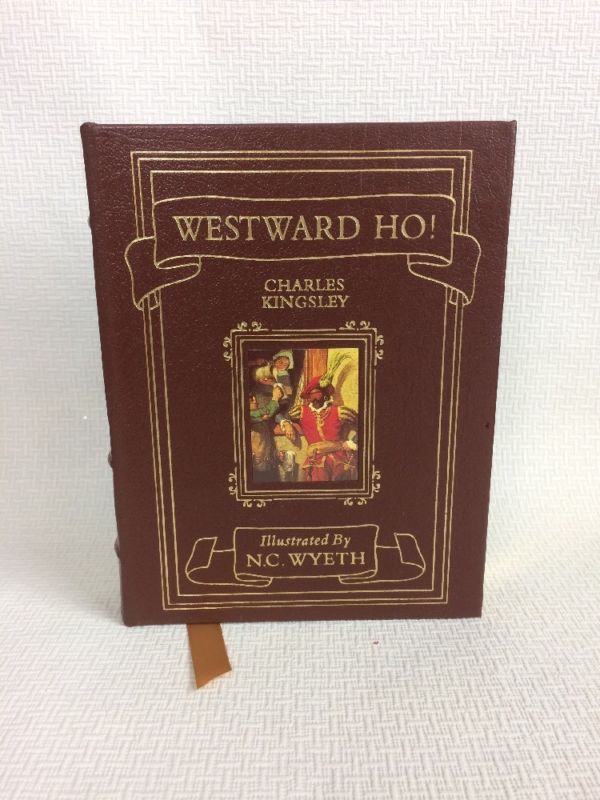 WESTWARD HO!
CHARLES
KINGSLEY
Illustrated By
N.C. WYETH